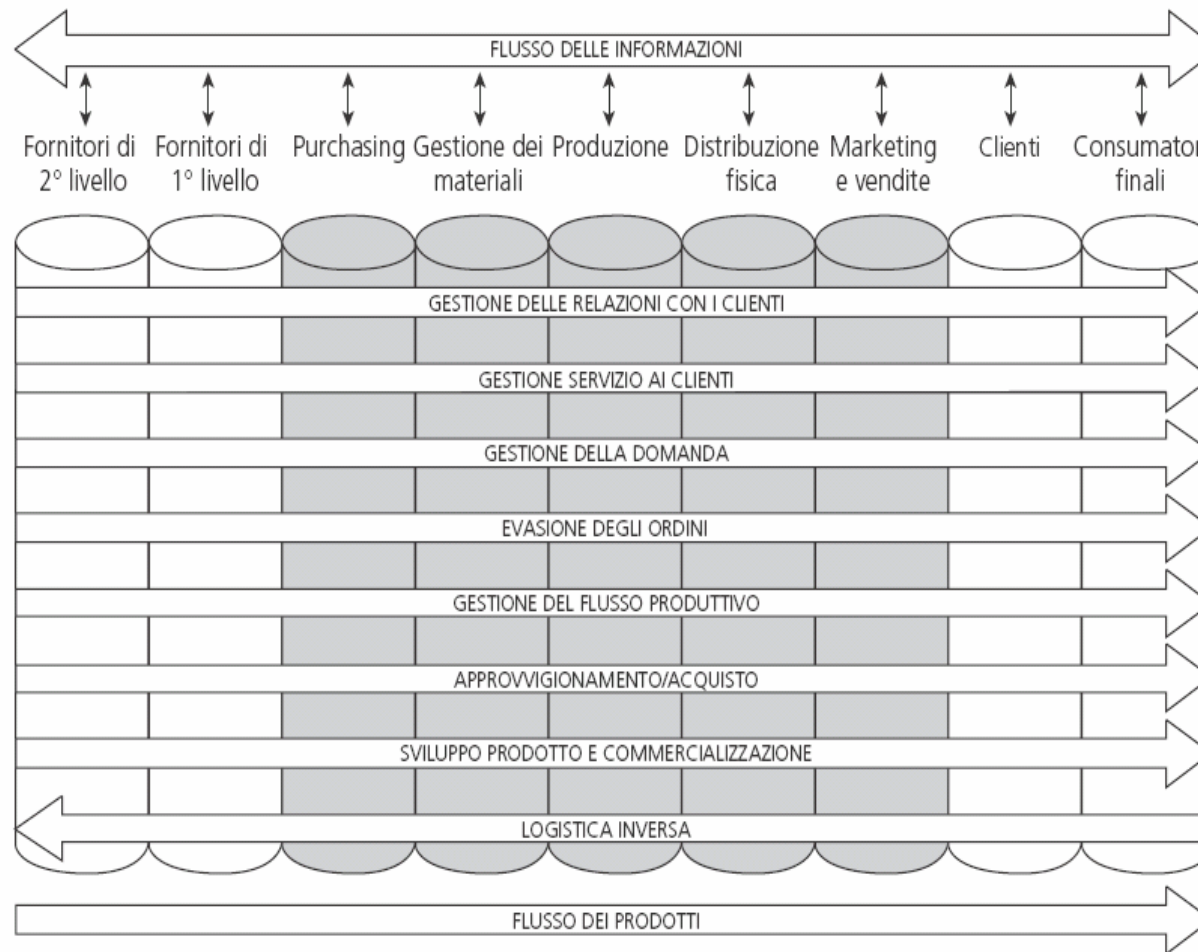 FLUSSO DELLE INFORMAZIONI
Fornitori di 2° livello
Fornitori di 1° livello
Purchasing
Gestione dei materiali
Produzione
Distribuzione fisica
Marketing e vendite
Clienti
Consumator finali
GESTIONE DELLE RELAZIONI CON I CLIENTI
GESTIONE SERVIZIO AI CLIENTI
GESTIONE DELLA DOMANDA
EVASIONE DEGLI ORDINI
GESTIONE DEL FLUSSO PRODUTTIVO
APPROVVIGIONAMENTO/ACQUISTO
SVILUPPO PRODOTTO E COMMERCIALIZZAZIONE
LOGISTICA INVERSA
FLUSSO DEI PRODOTTI